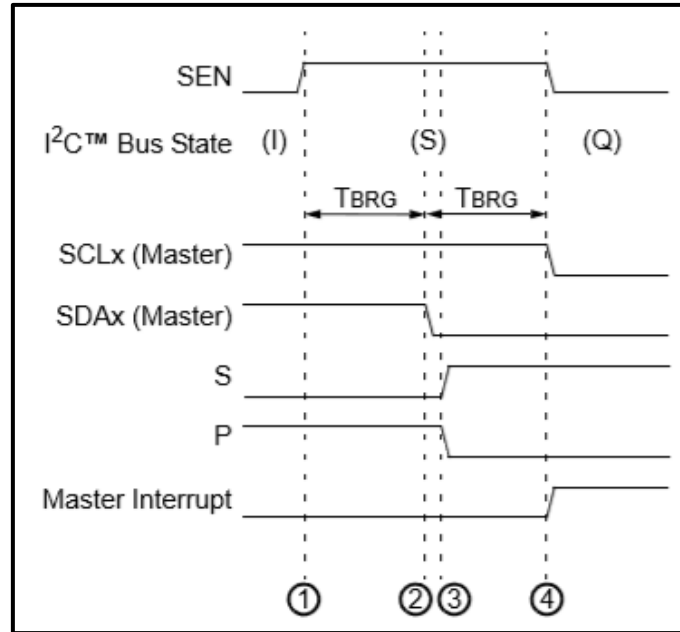 SEN
I²C™ Bus State (I) (S) (Q)
TBRG TBRG
SCLx (Master)
SDAx (Master)
S
P
Master Interrupt
① ② ③ ④